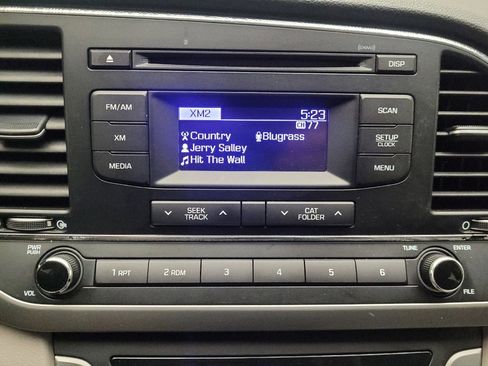 DISP
FM/AM
XM2 5:23
CH 77
SCAN
Country Blugrass
Jerry Salley
Hit The Wall
XM
SETUP
CLOCK
MEDIA
MENU
SEEK
TRACK
CAT
FOLDER
PWR
PUSH
VOL
1 RPT
2 RDM
3
4
5
6
TUNE
ENTER
FILE